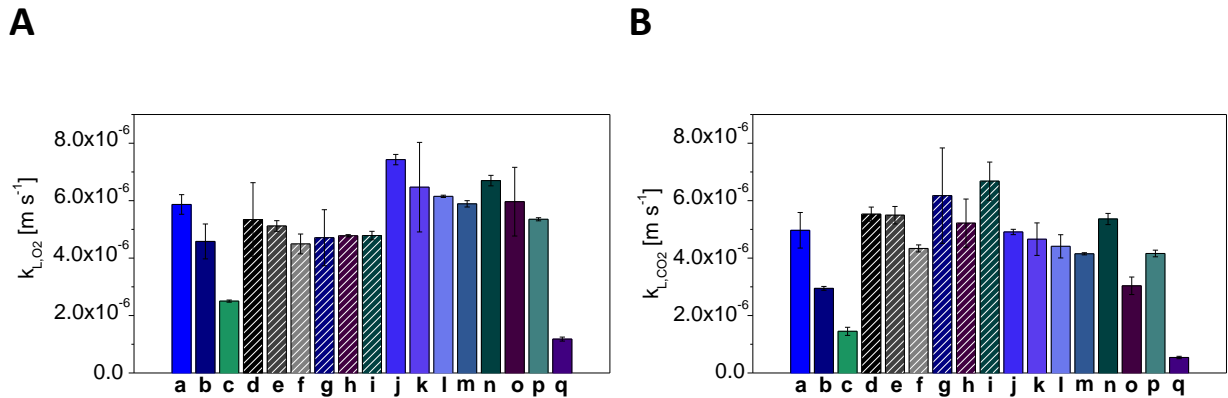 A
k_L,O2 [m s^-1]
8.0x10^-6
6.0x10^-6
4.0x10^-6
2.0x10^-6
0.0
a b c d e f g h i j k l m n o p q
B
k_L,CO2 [m s^-1]
8.0x10^-6
6.0x10^-6
4.0x10^-6
2.0x10^-6
0.0
a b c d e f g h i j k l m n o p q